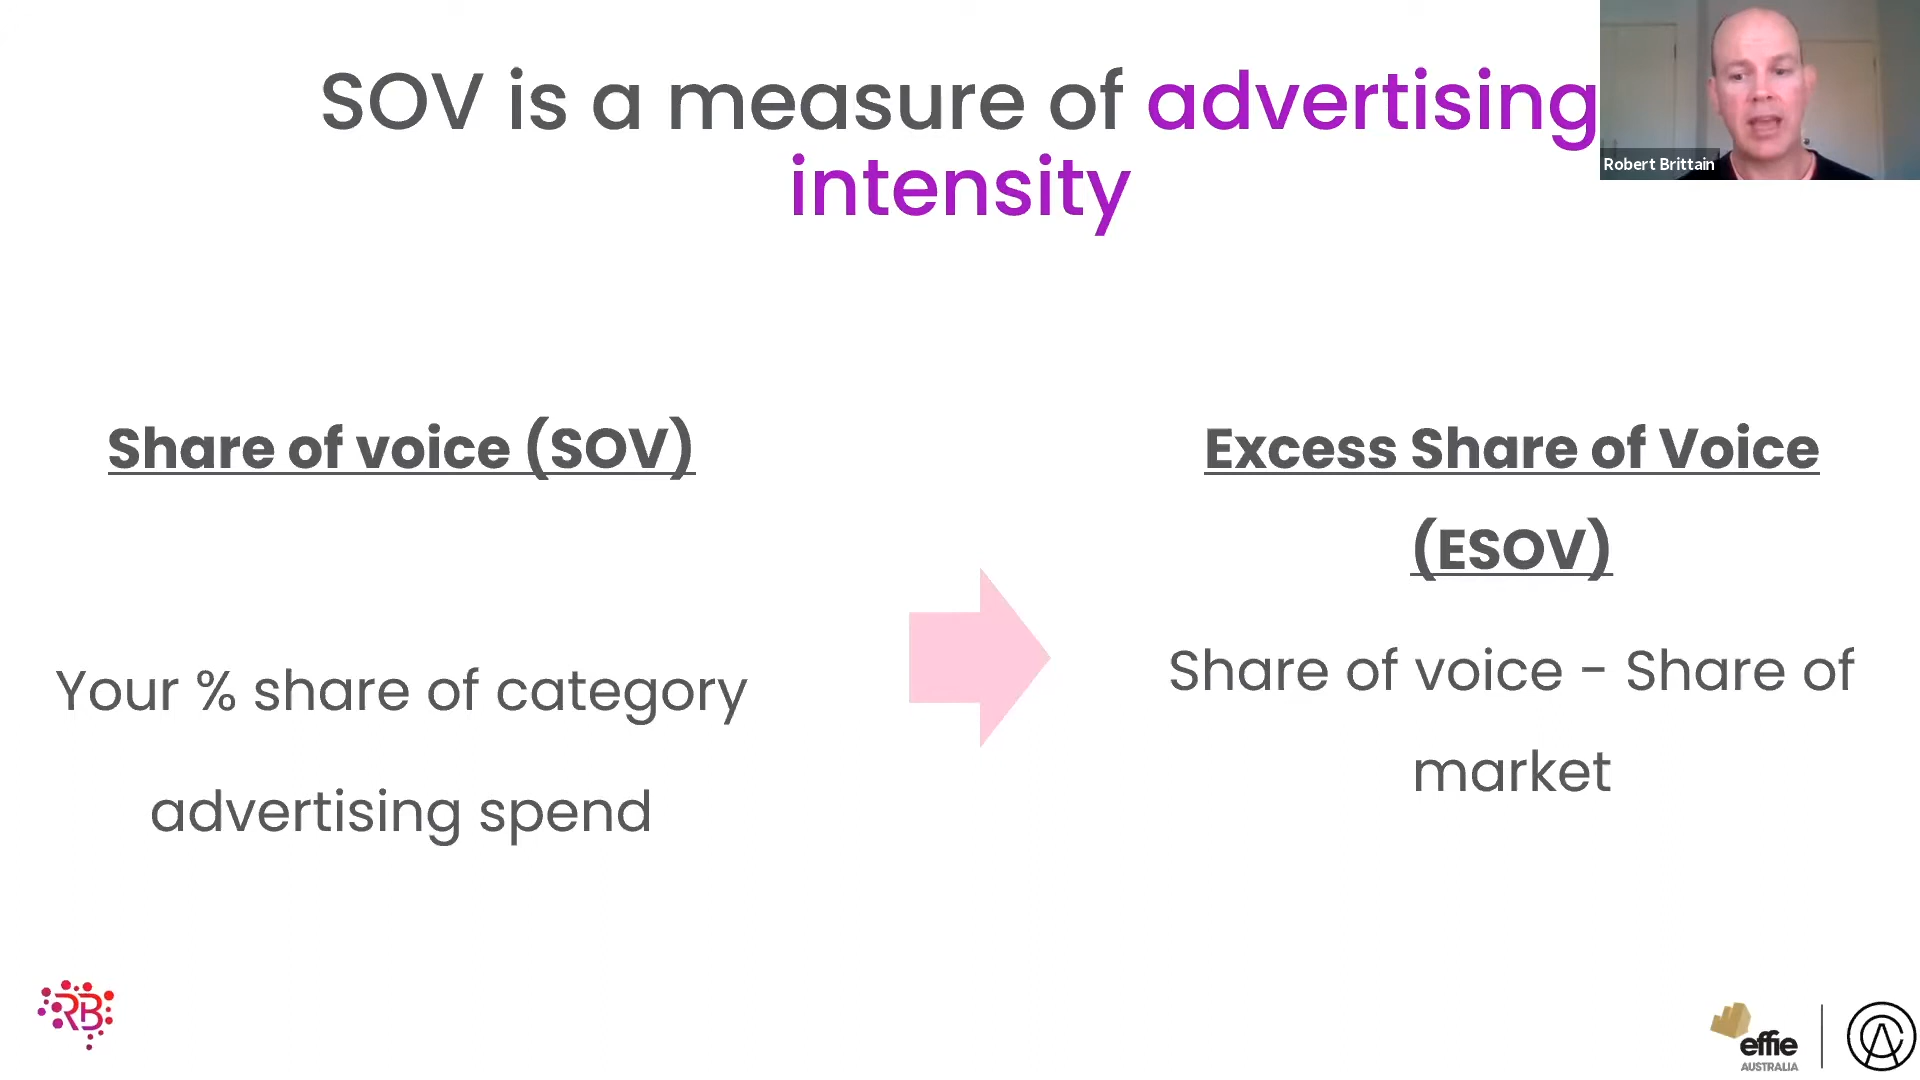 SOV is a measure of advertising
intensity
Robert Brittain
Share of voice (SOV)
Your % share of category
advertising spend
Excess Share of Voice
(ESOV)
Share of voice - Share of
market
RB
effie
AUSTRALIA